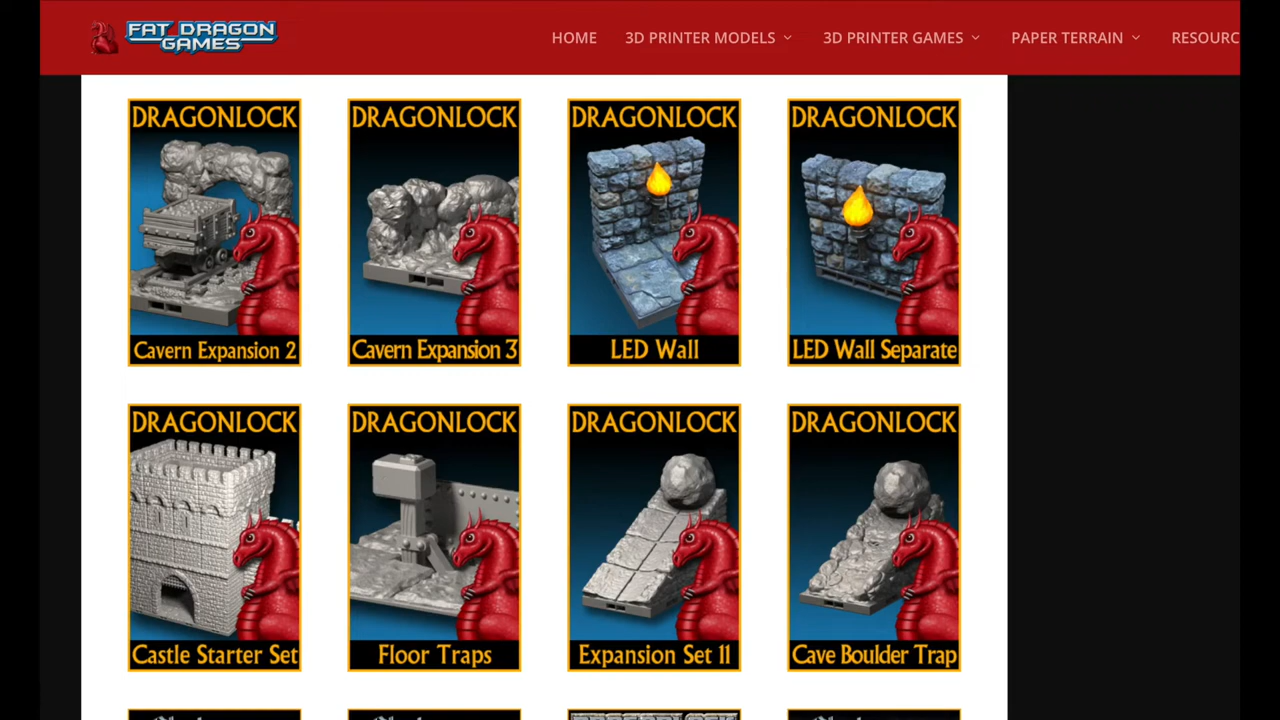 FAT DRAGON
GAMES
HOME 3D PRINTER MODELS 3D PRINTER GAMES PAPER TERRAIN RESOURC
DRAGONLOCK DRAGONLOCK DRAGONLOCK DRAGONLOCK
Cavern Expansion 2 Cavern Expansion 3 LED Wall LED Wall Separate
DRAGONLOCK DRAGONLOCK DRAGONLOCK DRAGONLOCK
Castle Starter Set Floor Traps Expansion Set 11 Cave Boulder Trap